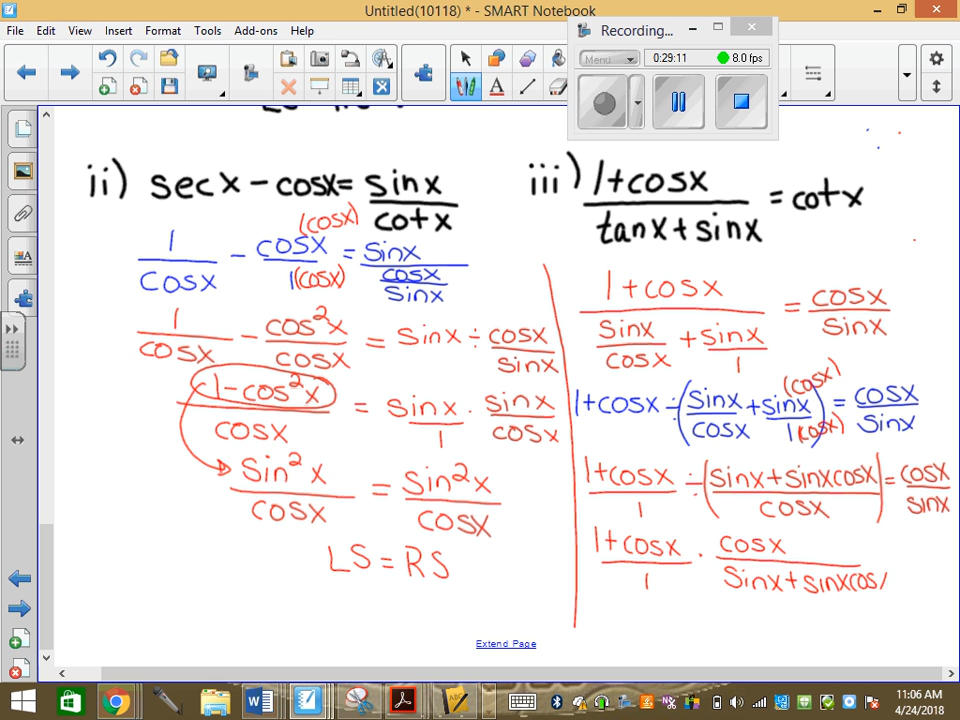 Untitled(10118) * - SMART Notebook
File Edit View Insert Format Tools Add-ons Help
Recording...
Menu
0:29:11
8.0 fps
ii) secx - cosx = sinx / cotx
(cosx)
1/cosx - cosx/1(cosx) = sinx / (cosx/sinx)
1/cosx - cos²x/cosx = sinx ÷ cosx/sinx
(1-cos²x)/cosx = sinx/1 · sinx/cosx
sin²x/cosx = sin²x/cosx
LS = RS
iii) (1+cosx)/(tanx+sinx) = cotx
(1+cosx)/(sinx/cosx + sinx/1) = cosx/sinx
(cosx)
1+cosx ÷ (sinx/cosx + sinx/1(cosx)) = cosx/sinx
(1+cosx)/1 ÷ ((sinx+sinxcosx)/cosx) = cosx/sinx
(1+cosx)/1 · cosx/(sinx+sinxcos
Extend Page
11:06 AM
4/24/2018